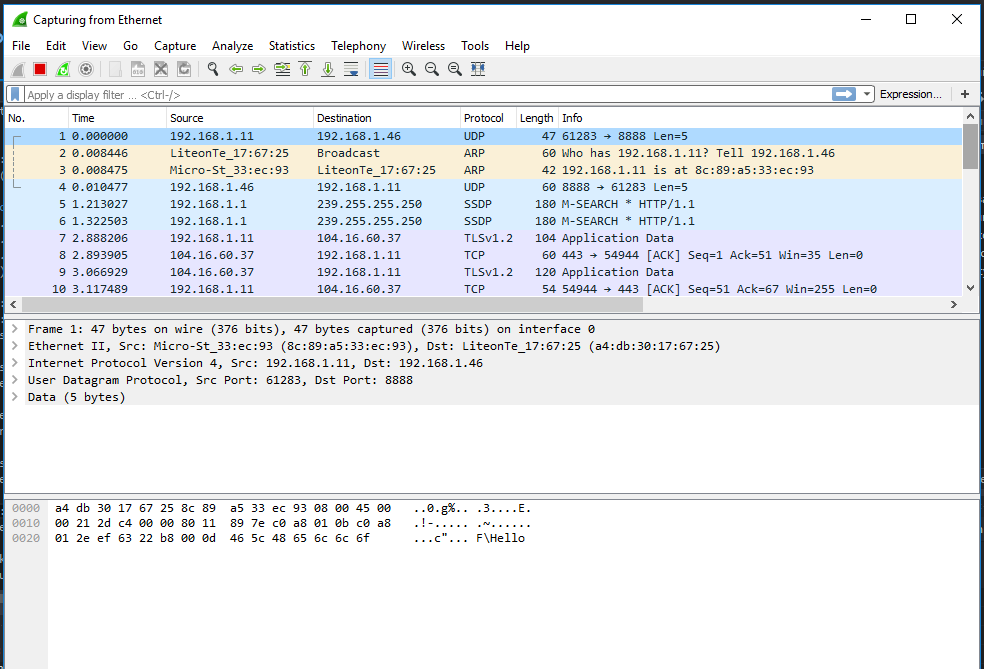 Capturing from Ethernet
File Edit View Go Capture Analyze Statistics Telephony Wireless Tools Help
Apply a display filter ... <Ctrl-/> Expression... +
No. Time Source Destination Protocol Length Info
1 0.000000 192.168.1.11 192.168.1.46 UDP 47 61283 → 8888 Len=5
2 0.008446 LiteonTe_17:67:25 Broadcast ARP 60 Who has 192.168.1.11? Tell 192.168.1.46
3 0.008475 Micro-St_33:ec:93 LiteonTe_17:67:25 ARP 42 192.168.1.11 is at 8c:89:a5:33:ec:93
4 0.010477 192.168.1.46 192.168.1.11 UDP 60 8888 → 61283 Len=5
5 1.213027 192.168.1.1 239.255.255.250 SSDP 180 M-SEARCH * HTTP/1.1
6 1.322503 192.168.1.1 239.255.255.250 SSDP 180 M-SEARCH * HTTP/1.1
7 2.888206 192.168.1.11 104.16.60.37 TLSv1.2 104 Application Data
8 2.893905 104.16.60.37 192.168.1.11 TCP 60 443 → 54944 [ACK] Seq=1 Ack=51 Win=35 Len=0
9 3.066929 104.16.60.37 192.168.1.11 TLSv1.2 120 Application Data
10 3.117489 192.168.1.11 104.16.60.37 TCP 54 54944 → 443 [ACK] Seq=51 Ack=67 Win=255 Len=0
Frame 1: 47 bytes on wire (376 bits), 47 bytes captured (376 bits) on interface 0
Ethernet II, Src: Micro-St_33:ec:93 (8c:89:a5:33:ec:93), Dst: LiteonTe_17:67:25 (a4:db:30:17:67:25)
Internet Protocol Version 4, Src: 192.168.1.11, Dst: 192.168.1.46
User Datagram Protocol, Src Port: 61283, Dst Port: 8888
Data (5 bytes)
0000 a4 db 30 17 67 25 8c 89 a5 33 ec 93 08 00 45 00 ..0.g%.. .3....E.
0010 00 21 2d c4 00 00 80 11 89 7e c0 a8 01 0b c0 a8 .!-..... .~......
0020 01 2e ef 63 22 b8 00 0d 46 5c 48 65 6c 6c 6f ...c"... F\Hello